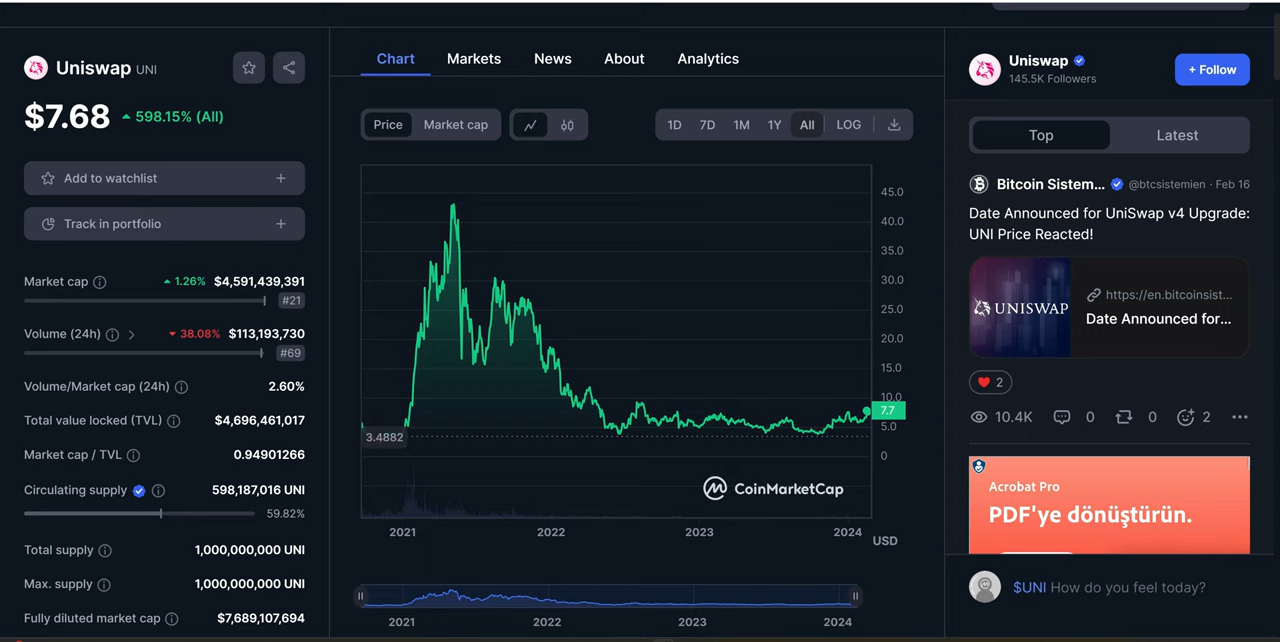 Uniswap UNI
$7.68 598.15% (All)
Add to watchlist
Track in portfolio
Market cap 1.26% $4,591,439,391
#21
Volume (24h) 38.08% $113,193,730
#69
Volume/Market cap (24h) 2.60%
Total value locked (TVL) $4,696,461,017
Market cap / TVL 0.94901266
Circulating supply 598,187,016 UNI
59.82%
Total supply 1,000,000,000 UNI
Max. supply 1,000,000,000 UNI
Fully diluted market cap $7,689,107,694
Chart Markets News About Analytics
Price Market cap 1D 7D 1M 1Y All LOG
45.0
40.0
35.0
30.0
25.0
20.0
15.0
10.0
7.7
5.0
3.4882
0
CoinMarketCap
2021 2022 2023 2024
USD
2021 2022 2023 2024
Uniswap
145.5K Followers
+ Follow
Top Latest
Bitcoin Sistem... @btcsistemien · Feb 16
Date Announced for UniSwap v4 Upgrade:
UNI Price Reacted!
UNISWAP
https://en.bitcoinsist...
Date Announced for...
2
10.4K 0 0 2
Acrobat Pro
PDF'ye dönüştürün.
$UNI How do you feel today?